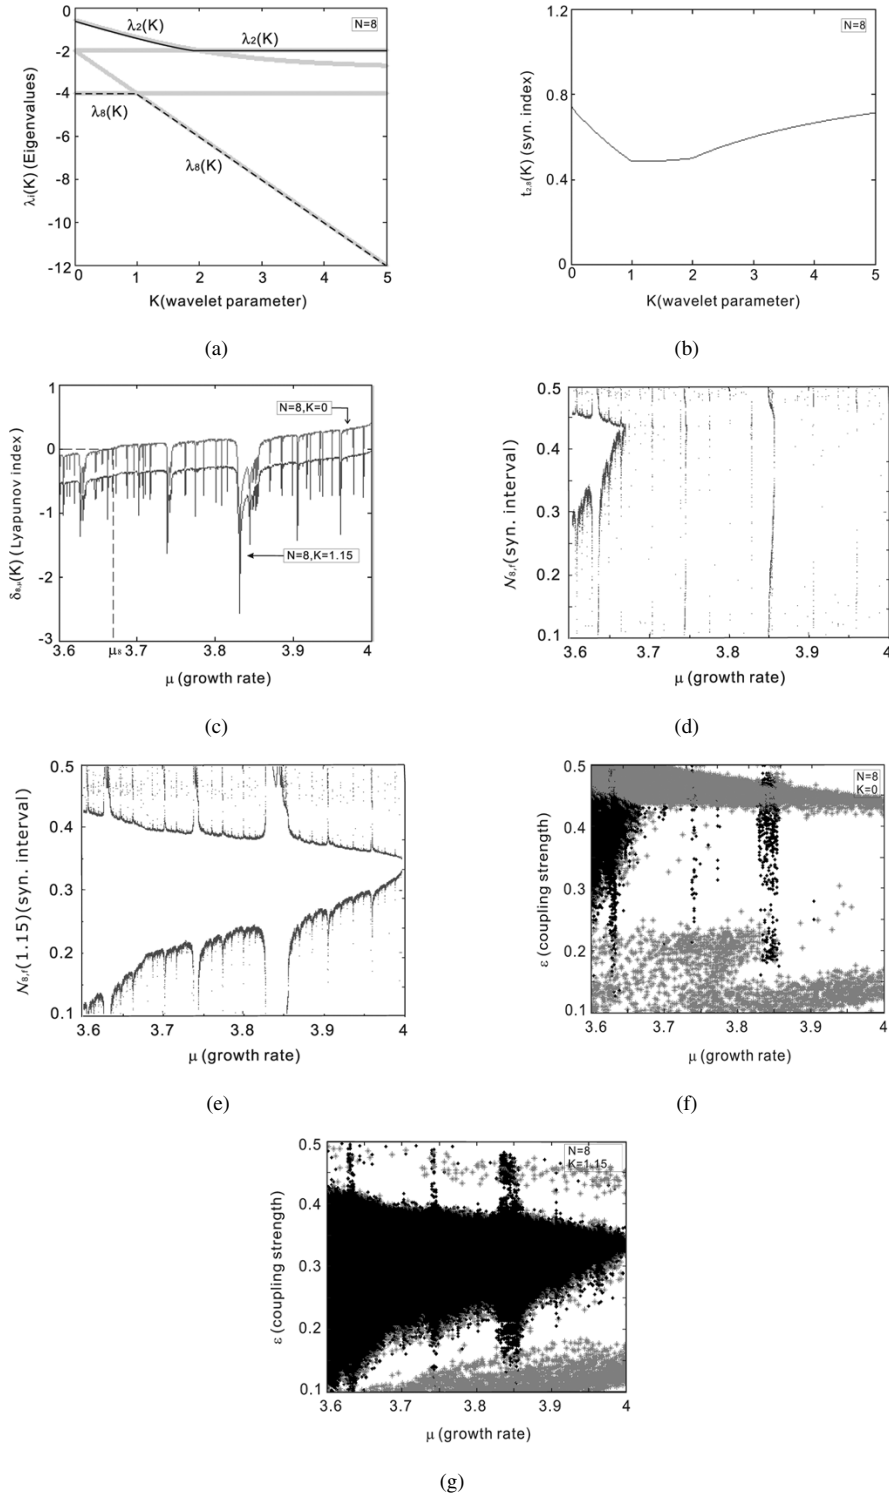 0
-2
-4
-6
-8
-10
-12
λ₂(K)
λ₂(K)
N=8
λ₈(K)
λ₈(K)
λᵢ(K) (Eigenvalues)
0 1 2 3 4 5
K(wavelet parameter)
(a)
1.2
0.8
0.4
0
N=8
t₂,₈(K) (syn. index)
0 1 2 3 4 5
K(wavelet parameter)
(b)
1
0
-1
-2
-3
N=8,K=0
N=8,K=1.15
δ₈,μ(K) (Lyapunov index)
3.6 μ₈ 3.7 3.8 3.9 4
μ (growth rate)
(c)
0.5
0.4
0.3
0.2
0.1
N₈,f(syn. interval)
3.6 3.7 3.8 3.9 4
μ (growth rate)
(d)
0.5
0.4
0.3
0.2
0.1
N₈,f(1.15)(syn. interval)
3.6 3.7 3.8 3.9 4
μ (growth rate)
(e)
0.5
0.4
0.3
0.2
0.1
N=8
K=0
ε (coupling strength)
3.6 3.7 3.8 3.9 4
μ (growth rate)
(f)
0.5
0.4
0.3
0.2
0.1
N=8
K=1.15
ε (coupling strength)
3.6 3.7 3.8 3.9 4
μ (growth rate)
(g)